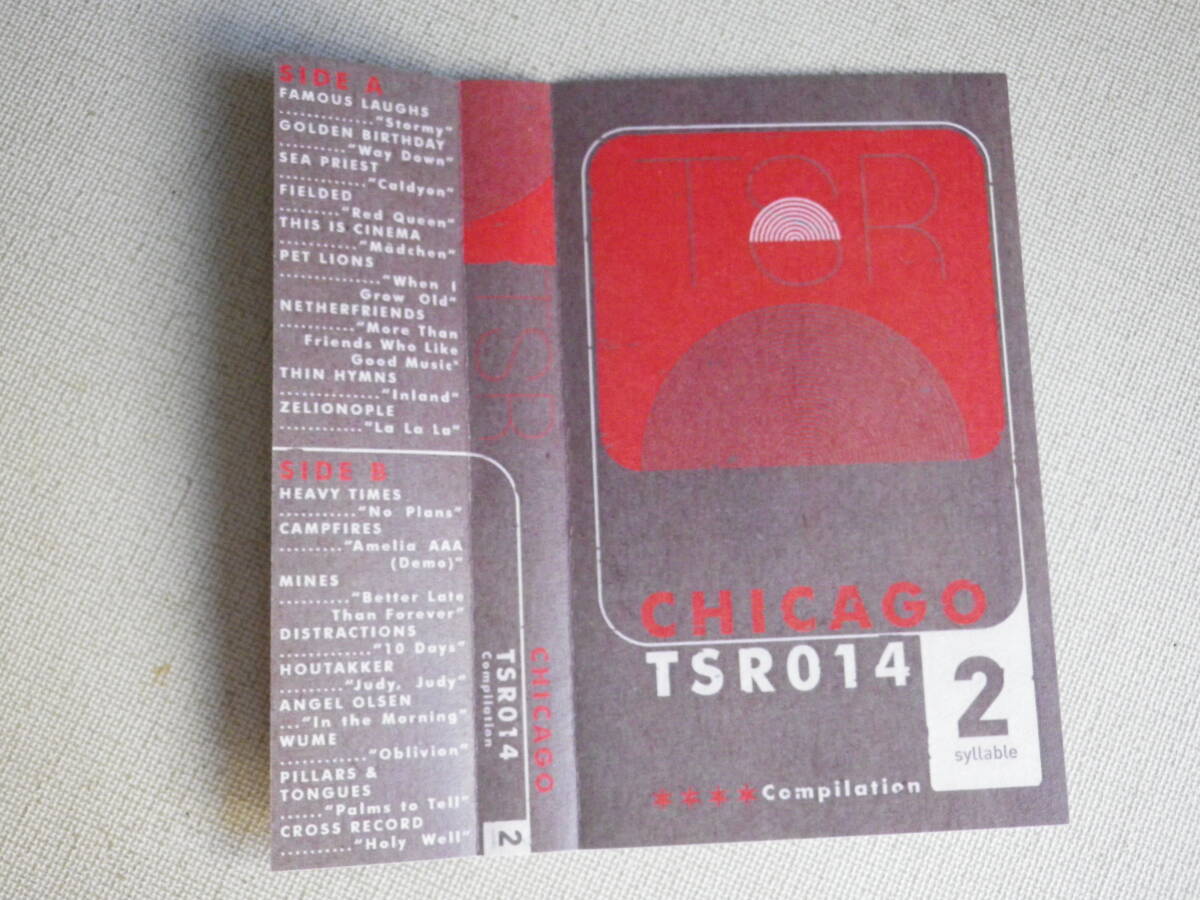 SIDE A
FAMOUS LAUGHS
.............."Stormy"
GOLDEN BIRTHDAY
.........."Way Down"
SEA PRIEST
............."Caldyon"
FIELDED
........."Red Queen"
THIS IS CINEMA
..........."Mädchen"
PET LIONS
..............."When I
Grow Old"
NETHERFRIENDS
..........."More Than
Friends Who Like
Good Music"
THIN HYMNS
.............."Inland"
ZELIONOPLE
............"La La La"
SIDE B
HEAVY TIMES
..........."No Plans"
CAMPFIRES
........."Amelia AAA
(Demo)"
MINES
.........."Better Late
Than Forever"
DISTRACTIONS
............."10 Days"
HOUTAKKER
........."Judy, Judy"
ANGEL OLSEN
..."In the Morning"
WUME
............"Oblivion"
PILLARS &
TONGUES
......"Palms to Tell"
CROSS RECORD
.........."Holy Well"
TSR
CHICAGO
TSR014
Compilation
2
TSR
CHICAGO
TSR014
2
syllable
****Compilation